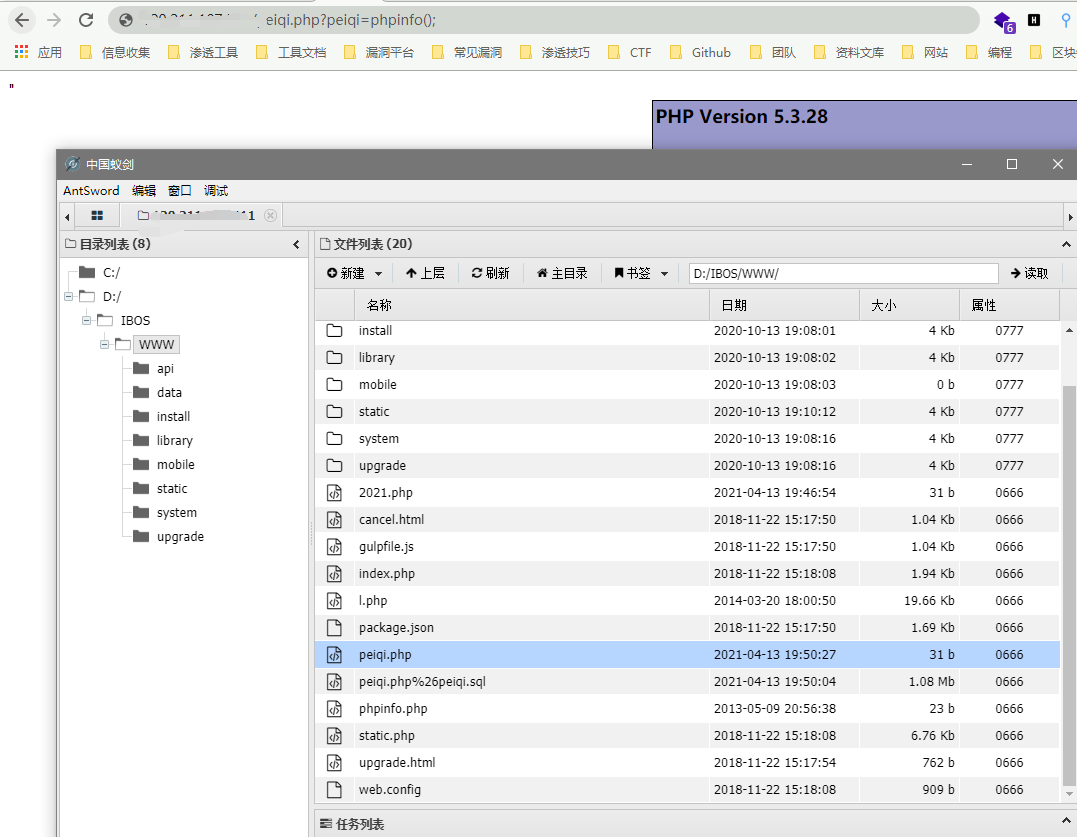 eiqi.php?peiqi=phpinfo();
6 H
应用 信息收集 渗透工具 工具文档 漏洞平台 常见漏洞 渗透技巧 CTF Github 团队 资料文库 网站 编程 区块
"
PHP Version 5.3.28
中国蚁剑
AntSword 编辑 窗口 调试
目录列表 (8)
C:/
D:/
IBOS
WWW
api
data
install
library
mobile
static
system
upgrade
文件列表 (20)
新建 上层 刷新 主目录 书签 D:/IBOS/WWW/ 读取
名称 日期 大小 属性
install 2020-10-13 19:08:01 4 Kb 0777
library 2020-10-13 19:08:02 4 Kb 0777
mobile 2020-10-13 19:08:03 0 b 0777
static 2020-10-13 19:10:12 4 Kb 0777
system 2020-10-13 19:08:16 4 Kb 0777
upgrade 2020-10-13 19:08:16 4 Kb 0777
2021.php 2021-04-13 19:46:54 31 b 0666
cancel.html 2018-11-22 15:17:50 1.04 Kb 0666
gulpfile.js 2018-11-22 15:17:50 1.04 Kb 0666
index.php 2018-11-22 15:18:08 1.94 Kb 0666
l.php 2014-03-20 18:00:50 19.66 Kb 0666
package.json 2018-11-22 15:17:50 1.69 Kb 0666
peiqi.php 2021-04-13 19:50:27 31 b 0666
peiqi.php%26peiqi.sql 2021-04-13 19:50:04 1.08 Mb 0666
phpinfo.php 2013-05-09 20:56:38 23 b 0666
static.php 2018-11-22 15:18:08 6.76 Kb 0666
upgrade.html 2018-11-22 15:17:54 762 b 0666
web.config 2018-11-22 15:18:08 909 b 0666
任务列表